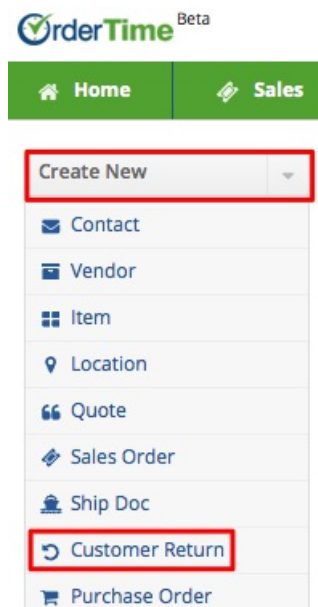 OrderTime Beta
Home Sales
Create New
Contact
Vendor
Item
Location
Quote
Sales Order
Ship Doc
Customer Return
Purchase Order